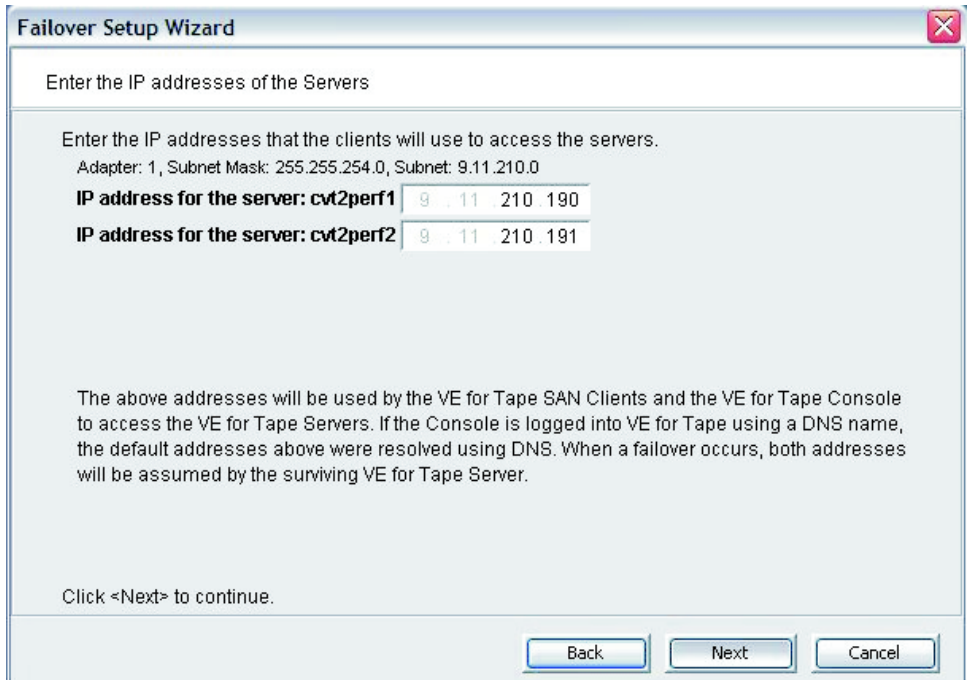 Failover Setup Wizard
Enter the IP addresses of the Servers
Enter the IP addresses that the clients will use to access the servers.
Adapter: 1, Subnet Mask: 255.255.254.0, Subnet: 9.11.210.0
IP address for the server: cvt2perf1 9 . 11 . 210 . 190
IP address for the server: cvt2perf2 9 . 11 . 210 . 191
The above addresses will be used by the VE for Tape SAN Clients and the VE for Tape Console
to access the VE for Tape Servers. If the Console is logged into VE for Tape using a DNS name,
the default addresses above were resolved using DNS. When a failover occurs, both addresses
will be assumed by the surviving VE for Tape Server.
Click <Next> to continue.
Back Next Cancel